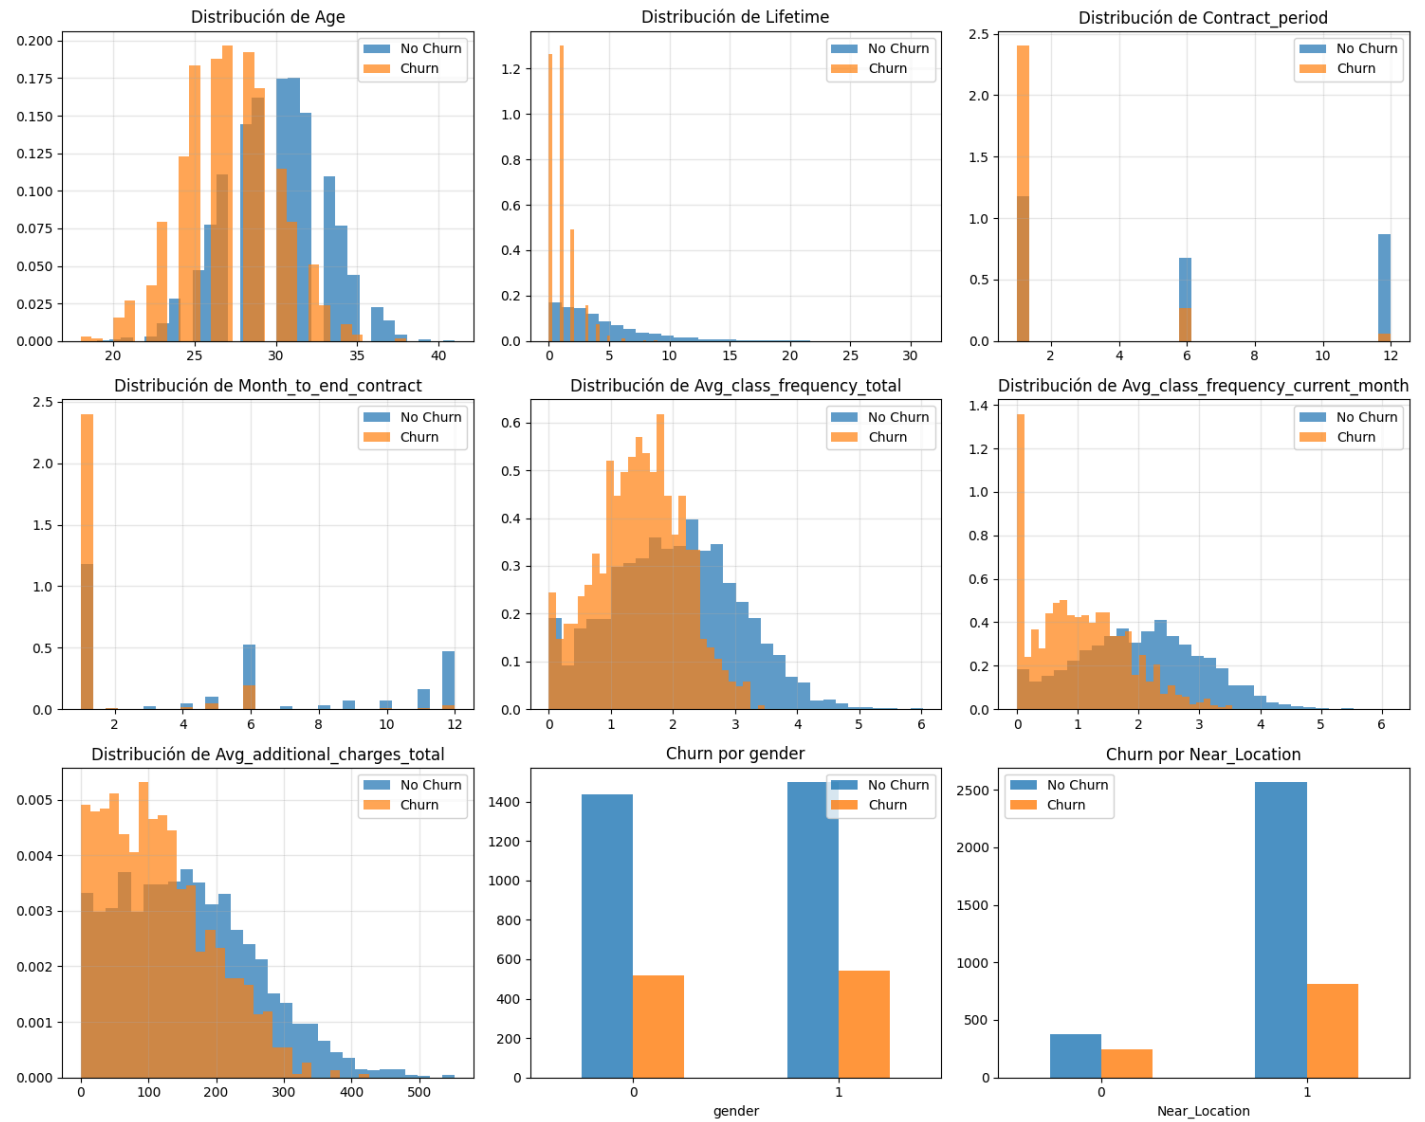 Distribución de Age
No Churn
Churn
0.200
0.175
0.150
0.125
0.100
0.075
0.050
0.025
0.000
20 25 30 35 40
Distribución de Lifetime
No Churn
Churn
1.2
1.0
0.8
0.6
0.4
0.2
0.0
0 5 10 15 20 25 30
Distribución de Contract_period
No Churn
Churn
2.5
2.0
1.5
1.0
0.5
0.0
2 4 6 8 10 12
Distribución de Month_to_end_contract
No Churn
Churn
2.5
2.0
1.5
1.0
0.5
0.0
2 4 6 8 10 12
Distribución de Avg_class_frequency_total
No Churn
Churn
0.6
0.5
0.4
0.3
0.2
0.1
0.0
0 1 2 3 4 5 6
Distribución de Avg_class_frequency_current_month
No Churn
Churn
1.4
1.2
1.0
0.8
0.6
0.4
0.2
0.0
0 1 2 3 4 5 6
Distribución de Avg_additional_charges_total
No Churn
Churn
0.005
0.004
0.003
0.002
0.001
0.000
0 100 200 300 400 500
Churn por gender
No Churn
Churn
1400
1200
1000
800
600
400
200
0
0 1
gender
Churn por Near_Location
No Churn
Churn
2500
2000
1500
1000
500
0
0 1
Near_Location